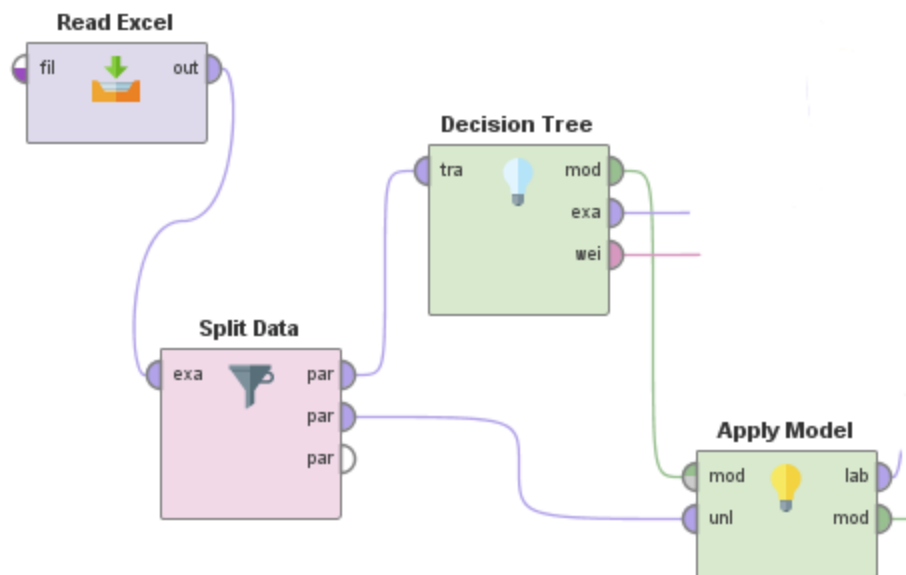 Read Excel
fil out
Decision Tree
tra mod
exa
wei
Split Data
exa par
par
par
Apply Model
mod lab
unl mod